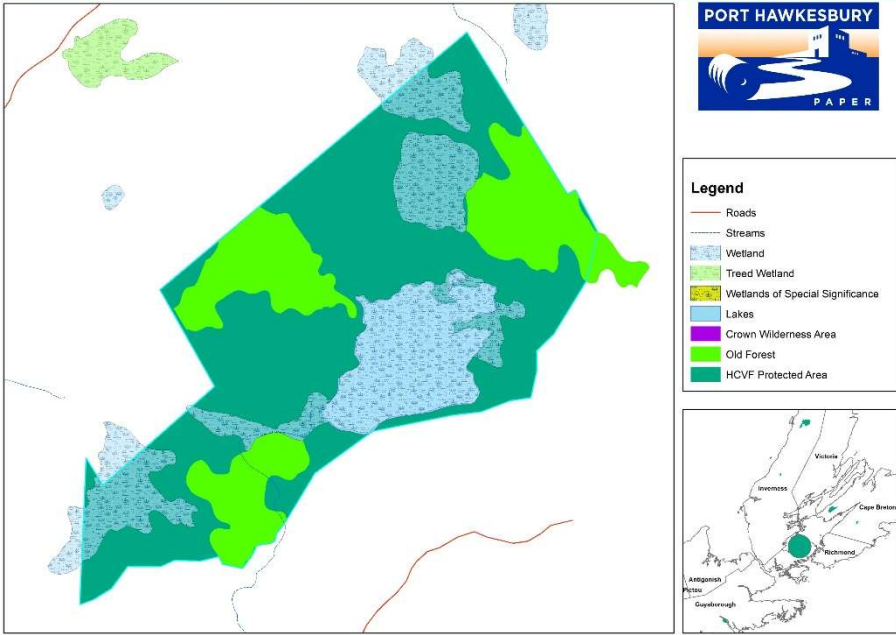 PORT HAWKESBURY
PAPER
Legend
Roads
Streams
Wetland
Treed Wetland
Wetlands of Special Significance
Lakes
Crown Wilderness Area
Old Forest
HCVF Protected Area
Victoria
Inverness
Cape Breton
Richmond
Antigonish
Pictou
Guysborough